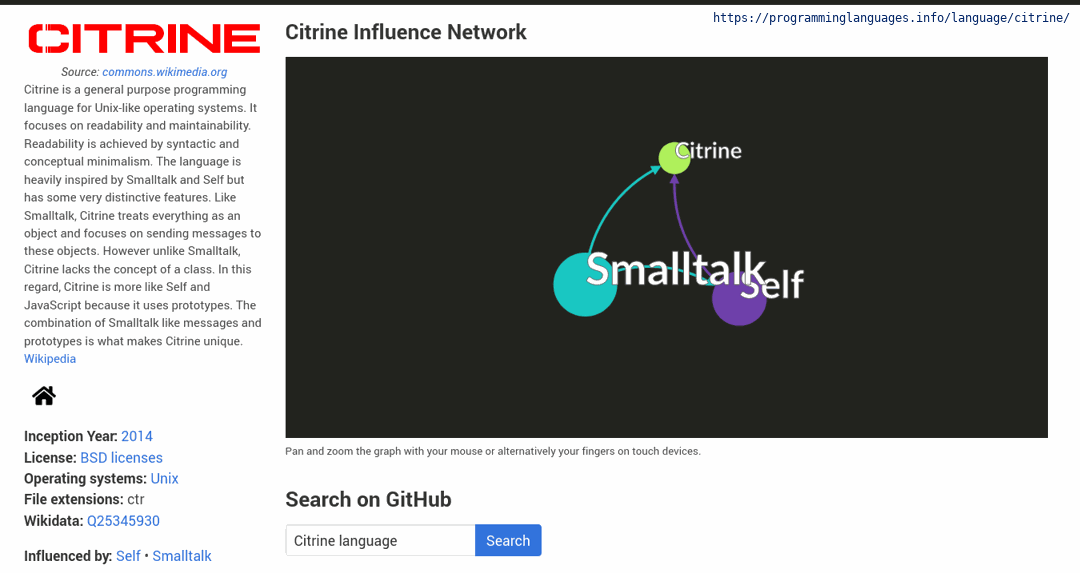 https://programminglanguages.info/language/citrine/
CITRINE
Source: commons.wikimedia.org
Citrine is a general purpose programming
language for Unix-like operating systems. It
focuses on readability and maintainability.
Readability is achieved by syntactic and
conceptual minimalism. The language is
heavily inspired by Smalltalk and Self but
has some very distinctive features. Like
Smalltalk, Citrine treats everything as an
object and focuses on sending messages to
these objects. However unlike Smalltalk,
Citrine lacks the concept of a class. In this
regard, Citrine is more like Self and
JavaScript because it uses prototypes. The
combination of Smalltalk like messages and
prototypes is what makes Citrine unique.
Wikipedia
Inception Year: 2014
License: BSD licenses
Operating systems: Unix
File extensions: ctr
Wikidata: Q25345930
Influenced by: Self • Smalltalk
Citrine Influence Network
Citrine
Smalltalk
Self
Pan and zoom the graph with your mouse or alternatively your fingers on touch devices.
Search on GitHub
Citrine language
Search